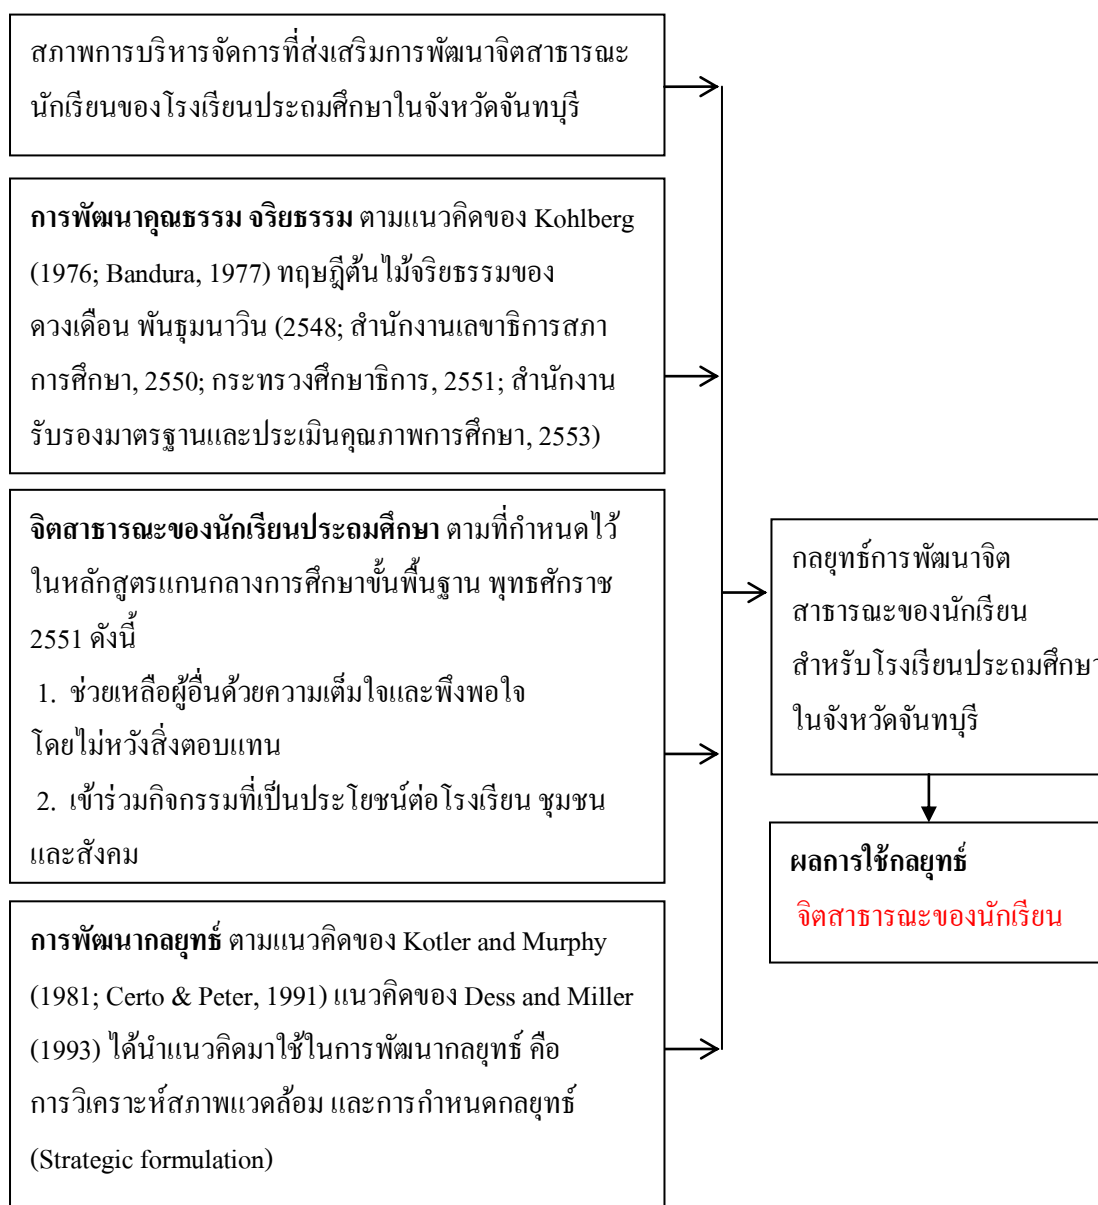 สภาพการบริหารจัดการที่ส่งเสริมการพัฒนาจิตสาธารณะ
นักเรียนของโรงเรียนประถมศึกษาในจังหวัดจันทบุรี
การพัฒนาคุณธรรม จริยธรรม ตามแนวคิดของ Kohlberg
(1976; Bandura, 1977) ทฤษฎีต้นไม้จริยธรรมของ
ดวงเดือน พันธุมนาวิน (2548; สำนักงานเลขาธิการสภา
การศึกษา, 2550; กระทรวงศึกษาธิการ, 2551; สำนักงาน
รับรองมาตรฐานและประเมินคุณภาพการศึกษา, 2553)
จิตสาธารณะของนักเรียนประถมศึกษา ตามที่กำหนดไว้
ในหลักสูตรแกนกลางการศึกษาขั้นพื้นฐาน พุทธศักราช
2551 ดังนี้
1. ช่วยเหลือผู้อื่นด้วยความเต็มใจและพึงพอใจ
โดยไม่หวังสิ่งตอบแทน
2. เข้าร่วมกิจกรรมที่เป็นประโยชน์ต่อโรงเรียน ชุมชน
และสังคม
การพัฒนากลยุทธ์ ตามแนวคิดของ Kotler and Murphy
(1981; Certo & Peter, 1991) แนวคิดของ Dess and Miller
(1993) ได้นำแนวคิดมาใช้ในการพัฒนากลยุทธ์ คือ
การวิเคราะห์สภาพแวดล้อม และการกำหนดกลยุทธ์
(Strategic formulation)
กลยุทธ์การพัฒนาจิต
สาธารณะของนักเรียน
สำหรับโรงเรียนประถมศึกษา
ในจังหวัดจันทบุรี
ผลการใช้กลยุทธ์
จิตสาธารณะของนักเรียน